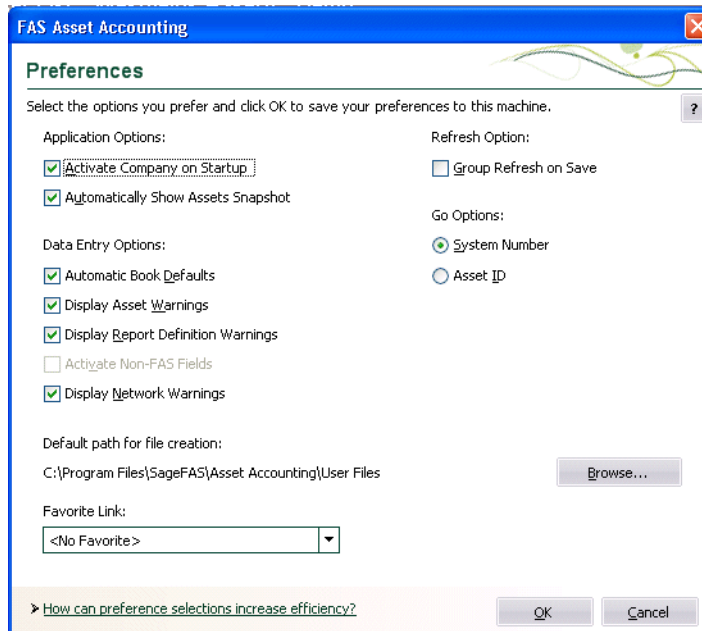 FAS Asset Accounting
Preferences
Select the options you prefer and click OK to save your preferences to this machine.
?
Application Options:
Activate Company on Startup
Automatically Show Assets Snapshot
Data Entry Options:
Automatic Book Defaults
Display Asset Warnings
Display Report Definition Warnings
Activate Non-FAS Fields
Display Network Warnings
Refresh Option:
Group Refresh on Save
Go Options:
System Number
Asset ID
Default path for file creation:
C:\Program Files\SageFAS\Asset Accounting\User Files
Browse...
Favorite Link:
<No Favorite>
How can preference selections increase efficiency?
OK
Cancel